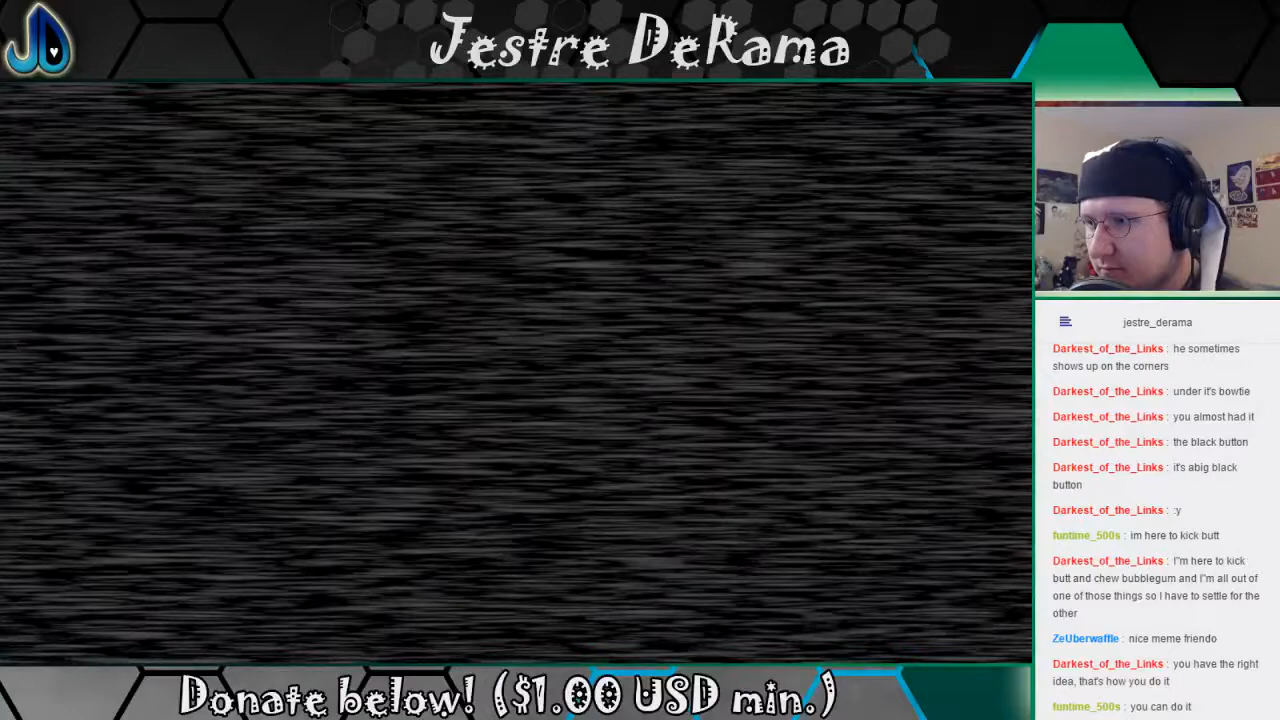 JD
Jestre DeRama
jestre_derama
Darkest_of_the_Links : he sometimes
shows up on the corners
Darkest_of_the_Links : under it's bowtie
Darkest_of_the_Links : you almost had it
Darkest_of_the_Links : the black button
Darkest_of_the_Links : it's abig black
button
Darkest_of_the_Links : :y
funtime_500s : im here to kick butt
Darkest_of_the_Links : I"m here to kick
butt and chew bubblegum and I"m all out of
one of those things so I have to settle for the
other
ZeUberwaffle : nice meme friendo
Darkest_of_the_Links : you have the right
idea, that's how you do it
funtime_500s : you can do it
Donate below! ($1.00 USD min.)